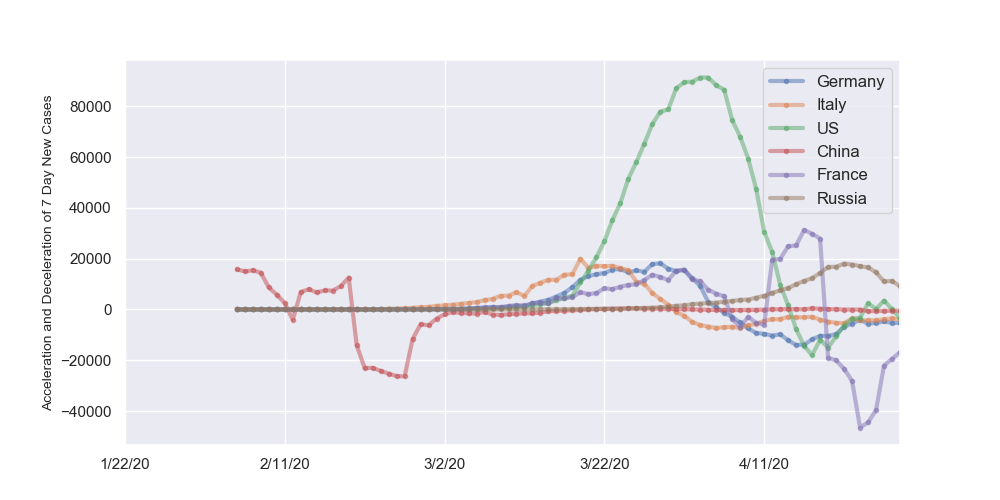 Acceleration and Deceleration of 7 Day New Cases
80000
60000
40000
20000
0
−20000
−40000
1/22/20 2/11/20 3/2/20 3/22/20 4/11/20
Germany
Italy
US
China
France
Russia